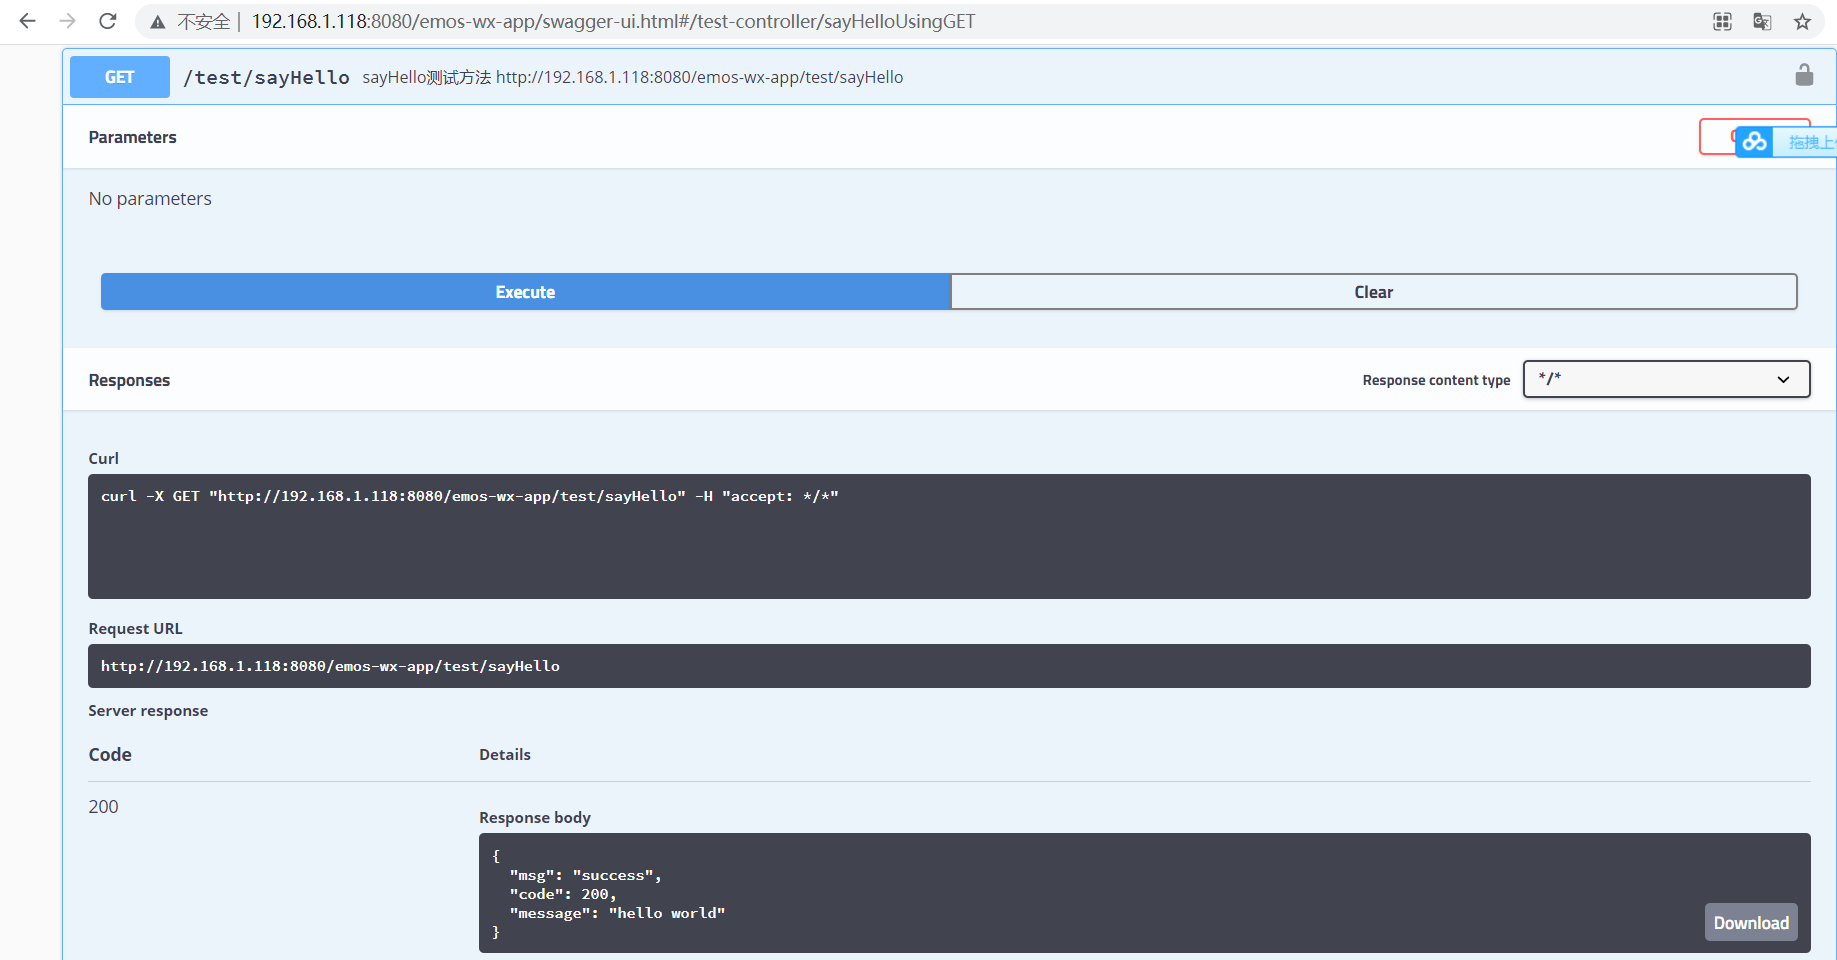 不安全 | 192.168.1.118:8080/emos-wx-app/swagger-ui.html#/test-controller/sayHelloUsingGET
GET /test/sayHello sayHello测试方法 http://192.168.1.118:8080/emos-wx-app/test/sayHello
Parameters
拖拽上
No parameters
Execute Clear
Responses Response content type */*
Curl
curl -X GET "http://192.168.1.118:8080/emos-wx-app/test/sayHello" -H "accept: */*"
Request URL
http://192.168.1.118:8080/emos-wx-app/test/sayHello
Server response
Code Details
200
Response body
{
"msg": "success",
"code": 200,
"message": "hello world"
}
Download